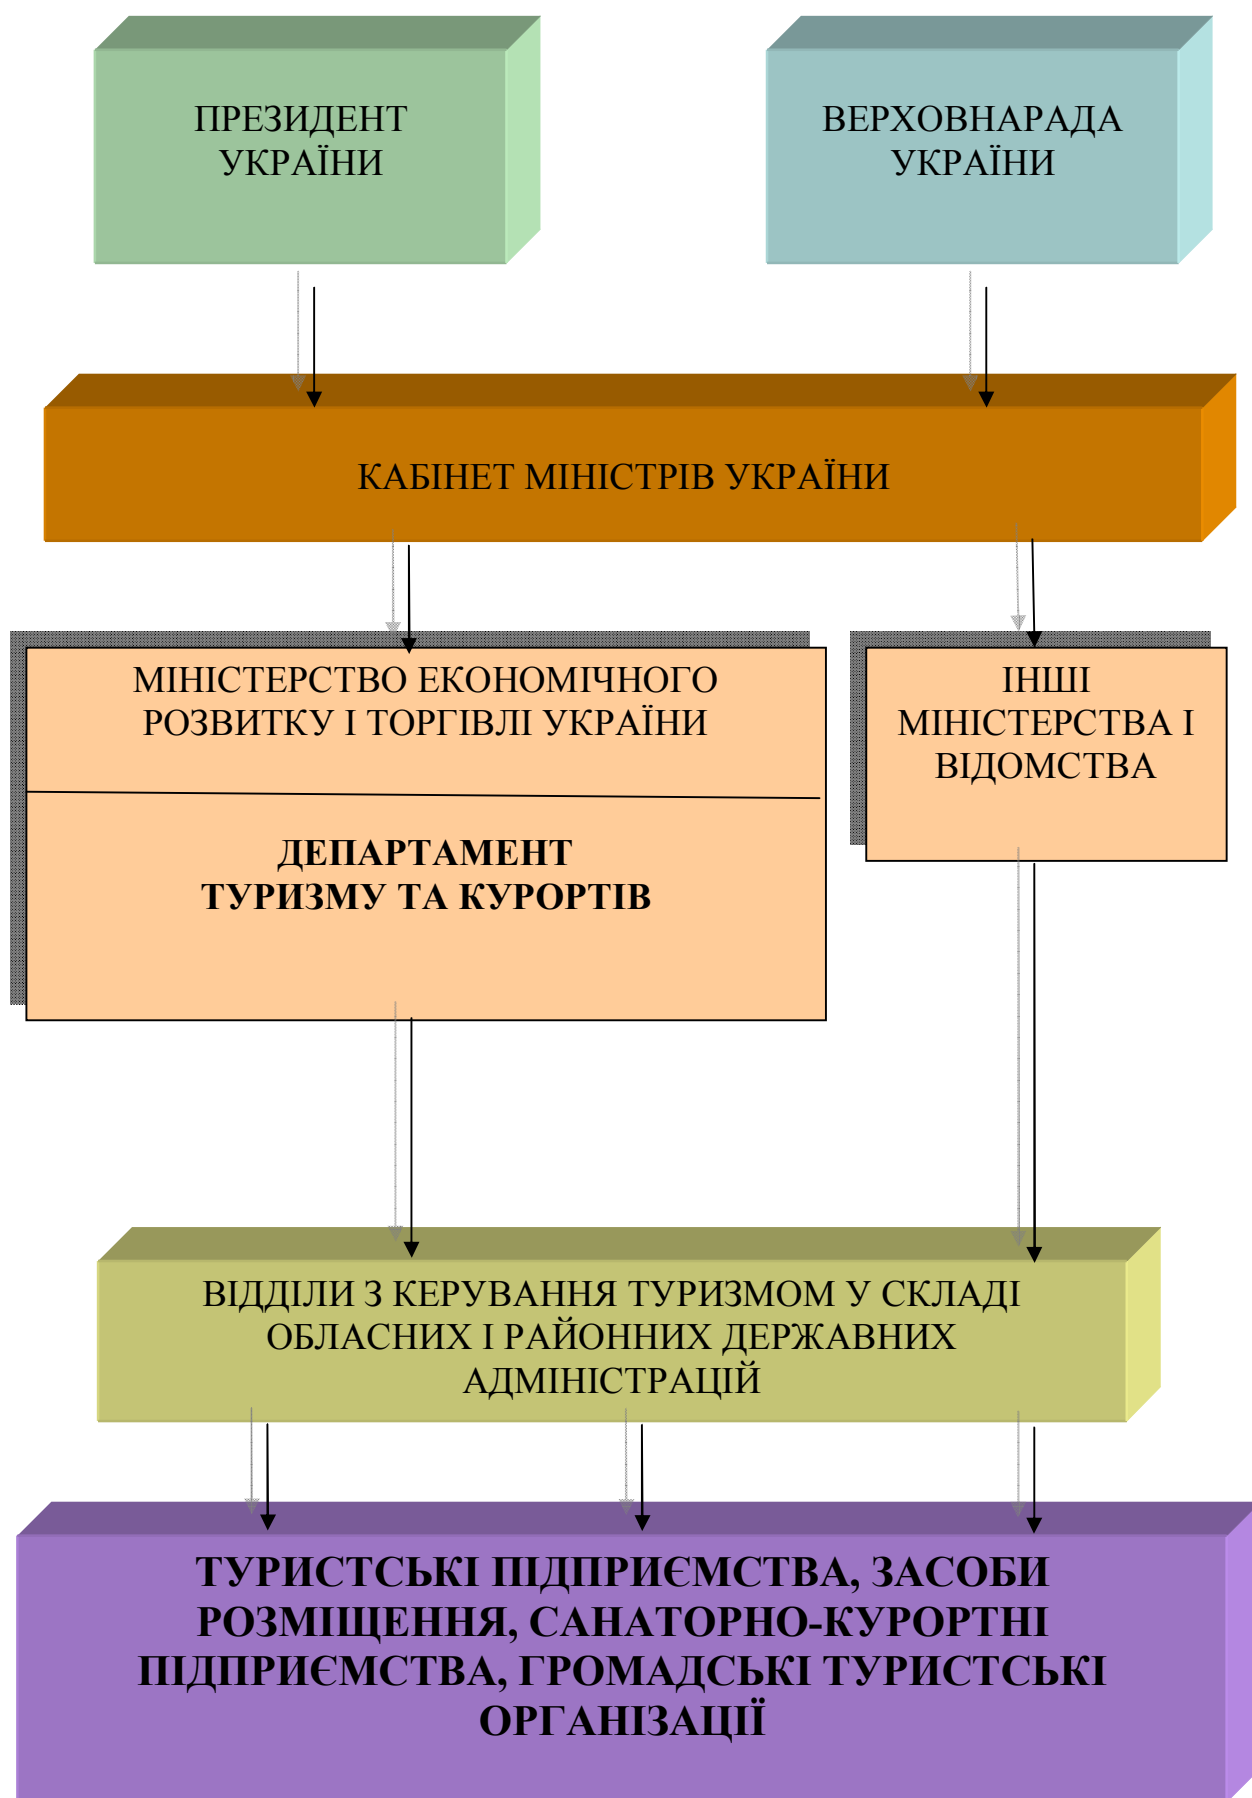 ПРЕЗИДЕНТ
УКРАЇНИ
ВЕРХОВНАРАДА
УКРАЇНИ
КАБІНЕТ МІНІСТРІВ УКРАЇНИ
МІНІСТЕРСТВО ЕКОНОМІЧНОГО
РОЗВИТКУ І ТОРГІВЛІ УКРАЇНИ
ДЕПАРТАМЕНТ
ТУРИЗМУ ТА КУРОРТІВ
ІНШІ
МІНІСТЕРСТВА І
ВІДОМСТВА
ВІДДІЛИ З КЕРУВАННЯ ТУРИЗМОМ У СКЛАДІ
ОБЛАСНИХ І РАЙОННИХ ДЕРЖАВНИХ
АДМІНІСТРАЦІЙ
ТУРИСТСЬКІ ПІДПРИЄМСТВА, ЗАСОБИ
РОЗМІЩЕННЯ, САНАТОРНО-КУРОРТНІ
ПІДПРИЄМСТВА, ГРОМАДСЬКІ ТУРИСТСЬКІ
ОРГАНІЗАЦІЇ